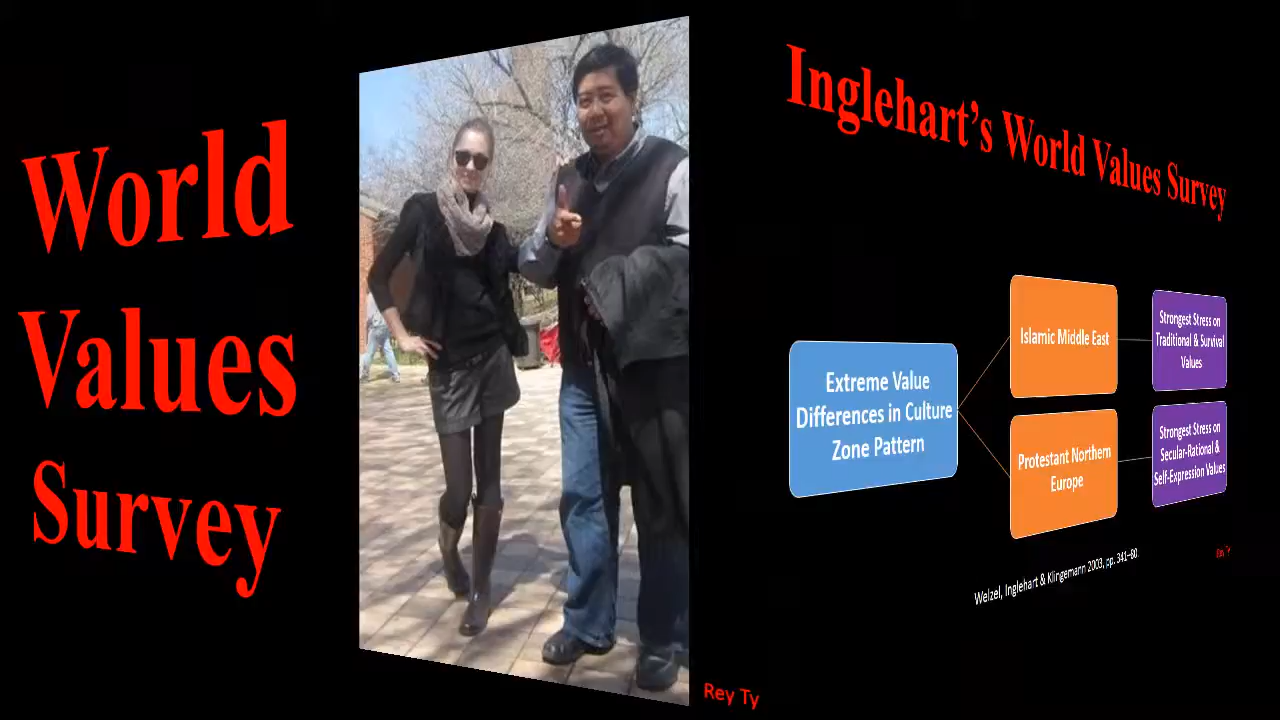 World
Values
Survey
Inglehart's World Values Survey
Extreme Value
Differences in Culture
Zone Pattern
Islamic Middle East
Strongest Stress on
Traditional & Survival
Values
Protestant Northern
Europe
Strongest Stress on
Secular-Rational &
Self-Expression Values
Welzel, Inglehart & Klingemann 2003, pp. 341–80.
Rey Ty
Rey Ty